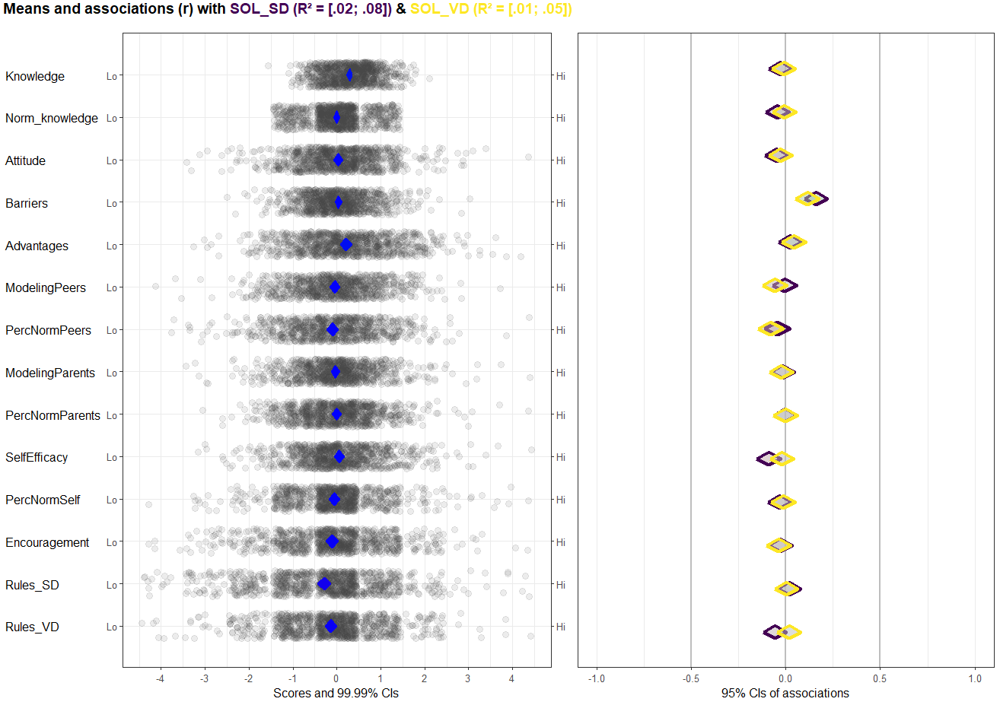 Means and associations (r) with SOL_SD (R² = [.02; .08]) & SOL_VD (R² = [.01; .05])
Knowledge Lo Hi
Norm_knowledge Lo Hi
Attitude Lo Hi
Barriers Lo Hi
Advantages Lo Hi
ModelingPeers Lo Hi
PercNormPeers Lo Hi
ModelingParents Lo Hi
PercNormParents Lo Hi
SelfEfficacy Lo Hi
PercNormSelf Lo Hi
Encouragement Lo Hi
Rules_SD Lo Hi
Rules_VD Lo Hi
-4 -3 -2 -1 0 1 2 3 4
Scores and 99.99% CIs
-1.0 -0.5 0.0 0.5 1.0
95% CIs of associations